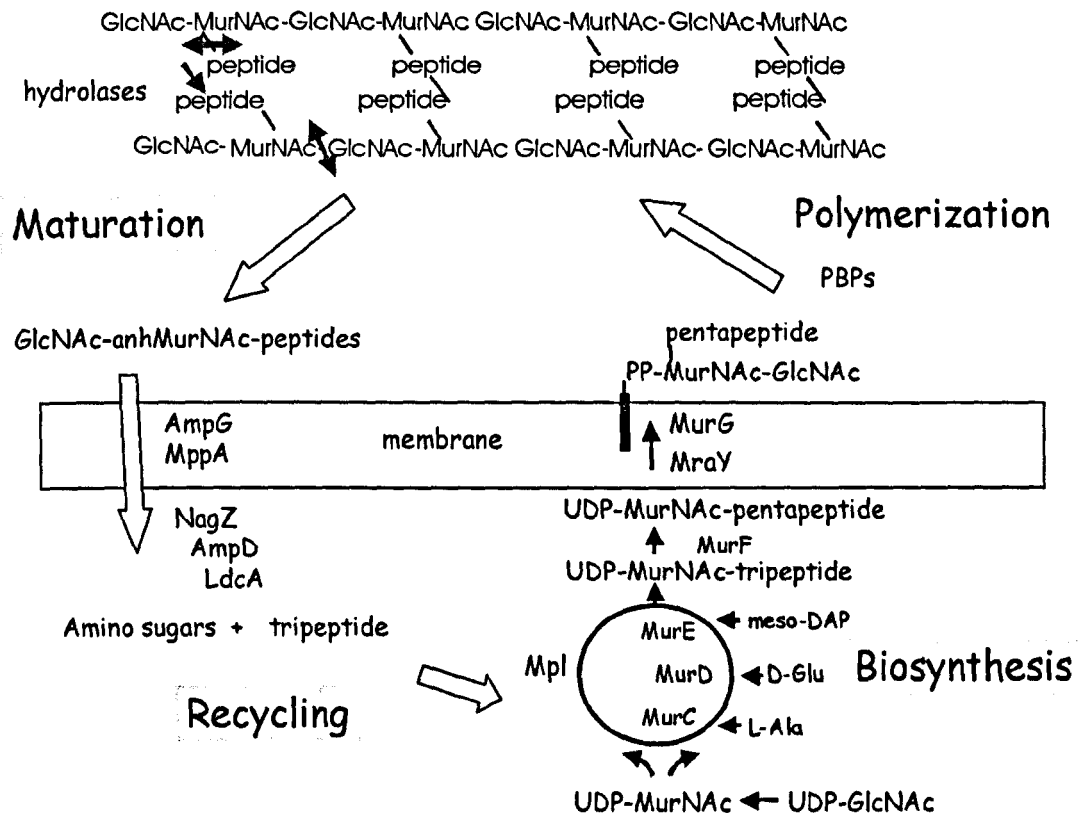 GlcNAc-MurNAc-GlcNAc-MurNAc GlcNAc-MurNAc-GlcNAc-MurNAc
peptide peptide peptide peptide
hydrolases
peptide peptide peptide peptide
GlcNAc- MurNAc-GlcNAc-MurNAc GlcNAc-MurNAc- GlcNAc-MurNAc
Maturation
Polymerization
PBPs
GlcNAc-anhMurNAc-peptides
pentapeptide
PP-MurNAc-GlcNAc
AmpG
MppA
membrane
MurG
MraY
NagZ
AmpD
LdcA
UDP-MurNAc-pentapeptide
MurF
UDP-MurNAc-tripeptide
Amino sugars + tripeptide
MurE
meso-DAP
Mpl
MurD
D-Glu
Biosynthesis
Recycling
MurC
L-Ala
UDP-MurNAc
UDP-GlcNAc